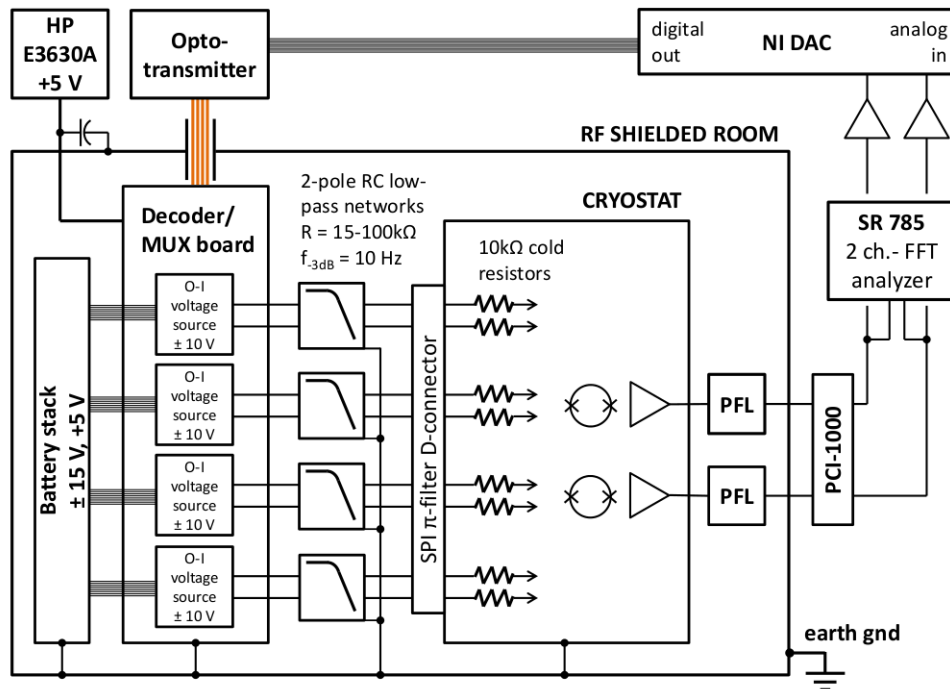 HP
E3630A
+5 V
Opto-
transmitter
digital
out
NI DAC
analog
in
RF SHIELDED ROOM
2-pole RC low-
pass networks
R = 15-100kΩ
f-3dB = 10 Hz
CRYOSTAT
SR 785
2 ch.- FFT
analyzer
Decoder/
MUX board
10kΩ cold
resistors
O-I
voltage
source
± 10 V
O-I
voltage
source
± 10 V
O-I
voltage
source
± 10 V
O-I
voltage
source
± 10 V
Battery stack
± 15 V, +5 V
SPI π-filter D-connector
PFL
PFL
PCI-1000
earth gnd